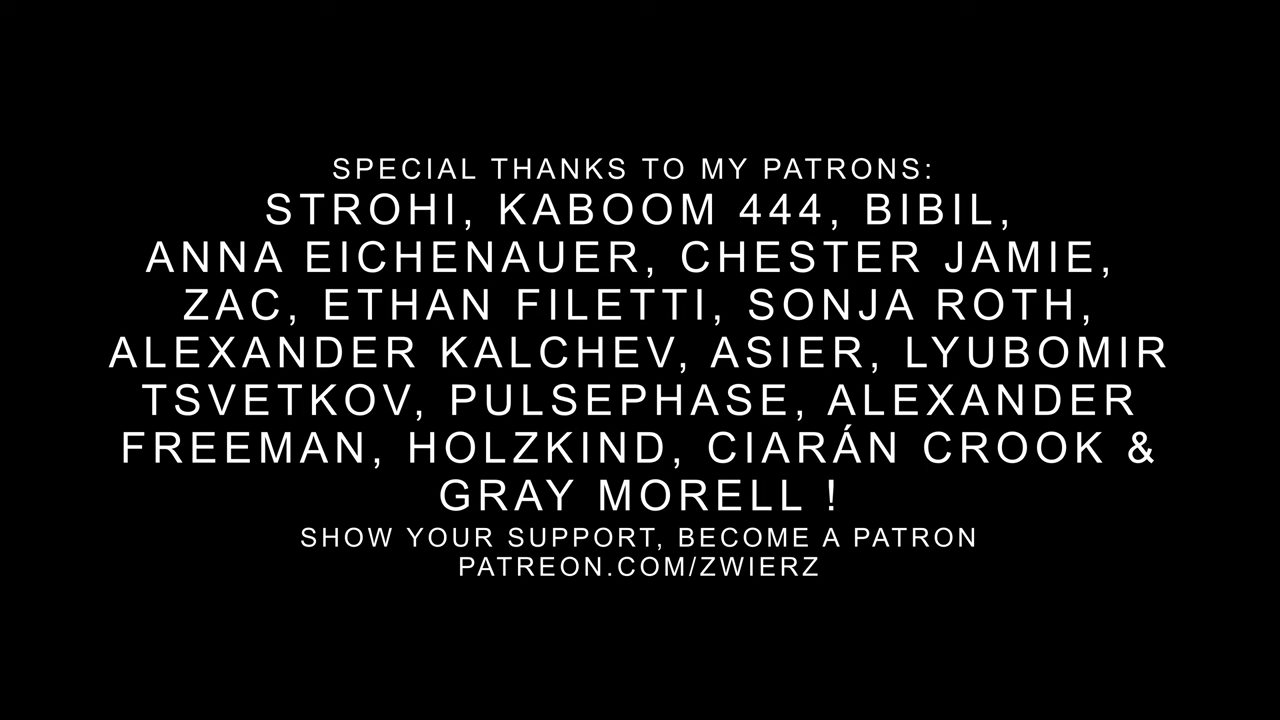 SPECIAL THANKS TO MY PATRONS:
STROHI, KABOOM 444, BIBIL,
ANNA EICHENAUER, CHESTER JAMIE,
ZAC, ETHAN FILETTI, SONJA ROTH,
ALEXANDER KALCHEV, ASIER, LYUBOMIR
TSVETKOV, PULSEPHASE, ALEXANDER
FREEMAN, HOLZKIND, CIARÁN CROOK &
GRAY MORELL !
SHOW YOUR SUPPORT, BECOME A PATRON
PATREON.COM/ZWIERZ